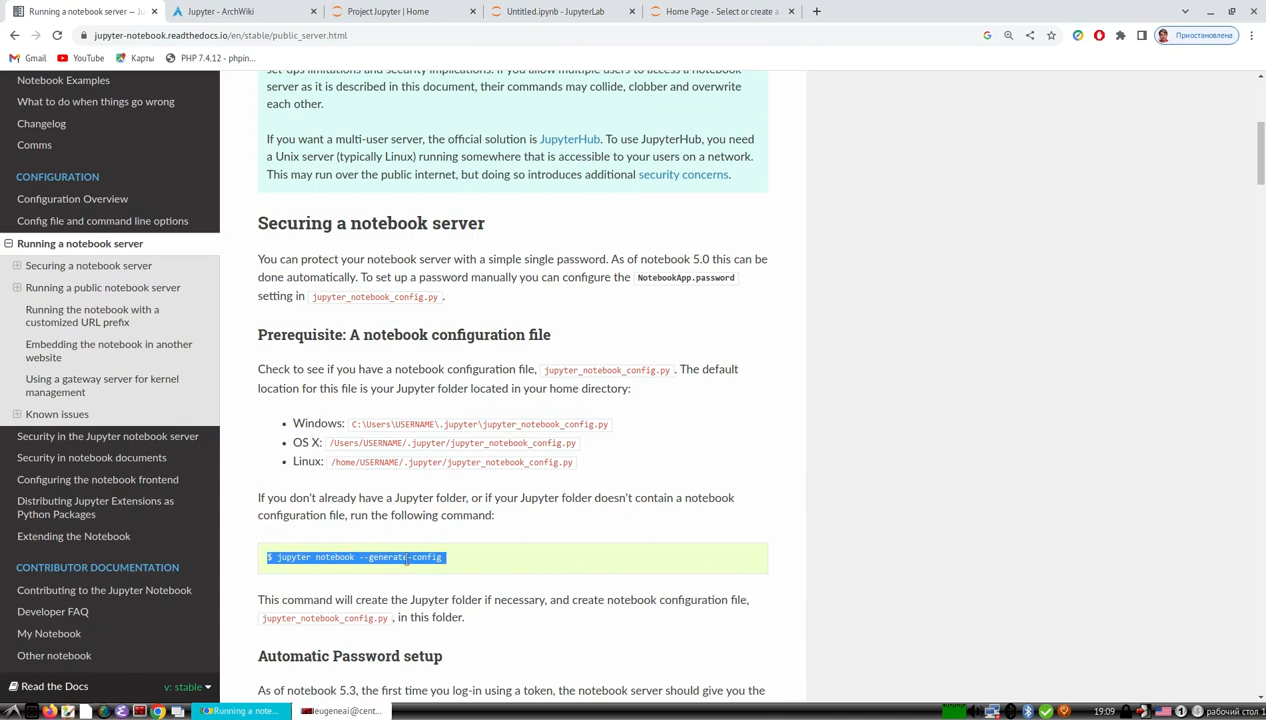 Running a notebook server — Ju
Jupyter - ArchWiki
Project Jupyter | Home
Untitled.ipynb - JupyterLab
Home Page - Select or create a
jupyter-notebook.readthedocs.io/en/stable/public_server.html
Приостановлена
Gmail
YouTube
Карты
PHP 7.4.12 - phpin...
Notebook Examples
What to do when things go wrong
Changelog
Comms
CONFIGURATION
Configuration Overview
Config file and command line options
Running a notebook server
Securing a notebook server
Running a public notebook server
Running the notebook with a
customized URL prefix
Embedding the notebook in another
website
Using a gateway server for kernel
management
Known issues
Security in the Jupyter notebook server
Security in notebook documents
Configuring the notebook frontend
Distributing Jupyter Extensions as
Python Packages
Extending the Notebook
CONTRIBUTOR DOCUMENTATION
Contributing to the Jupyter Notebook
Developer FAQ
My Notebook
Other notebook
Read the Docs
v: stable
set-ups limitations and security implications. If you allow multiple users to access a notebook
server as it is described in this document, their commands may collide, clobber and overwrite
each other.
If you want a multi-user server, the official solution is JupyterHub. To use JupyterHub, you need
a Unix server (typically Linux) running somewhere that is accessible to your users on a network.
This may run over the public internet, but doing so introduces additional security concerns.
Securing a notebook server
You can protect your notebook server with a simple single password. As of notebook 5.0 this can be
done automatically. To set up a password manually you can configure the NotebookApp.password
setting in jupyter_notebook_config.py.
Prerequisite: A notebook configuration file
Check to see if you have a notebook configuration file, jupyter_notebook_config.py. The default
location for this file is your Jupyter folder located in your home directory:
• Windows: C:\Users\USERNAME\.jupyter\jupyter_notebook_config.py
• OS X: /Users/USERNAME/.jupyter/jupyter_notebook_config.py
• Linux: /home/USERNAME/.jupyter/jupyter_notebook_config.py
If you don't already have a Jupyter folder, or if your Jupyter folder doesn't contain a notebook
configuration file, run the following command:
$ jupyter notebook --generate-config
This command will create the Jupyter folder if necessary, and create notebook configuration file,
jupyter_notebook_config.py, in this folder.
Automatic Password setup
As of notebook 5.3, the first time you log-in using a token, the notebook server should give you the
Running a note...
eugeneai@cent...
19:09
рабочий стол 1